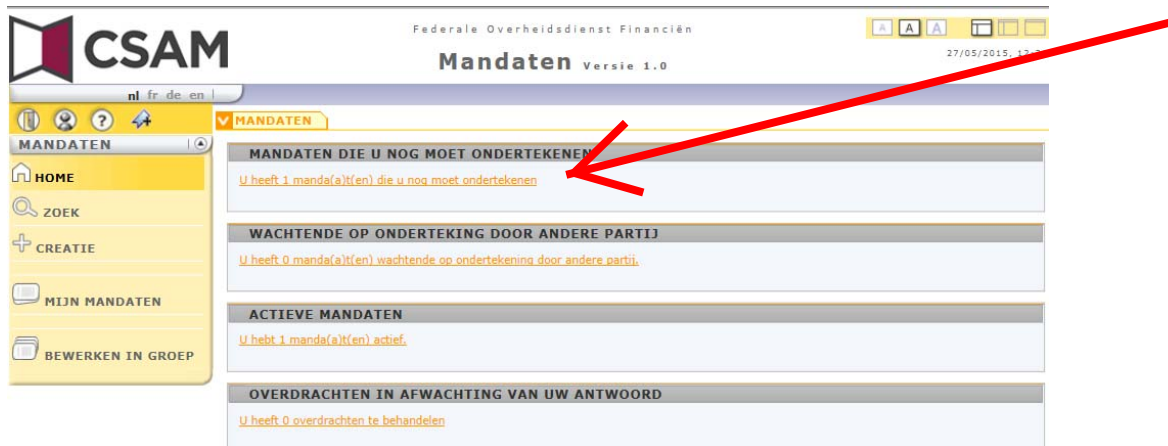 CSAM
Federale Overheidsdienst Financiën
Mandaten Versie 1.0
A A A
27/05/2015,
nl fr de en
MANDATEN
HOME
ZOEK
CREATIE
MIJN MANDATEN
BEWERKEN IN GROEP
MANDATEN
MANDATEN DIE U NOG MOET ONDERTEKENEN
U heeft 1 manda(a)t(en) die u nog moet ondertekenen
WACHTENDE OP ONDERTEKING DOOR ANDERE PARTIJ
U heeft 0 manda(a)t(en) wachtende op ondertekening door andere partij.
ACTIEVE MANDATEN
U hebt 1 manda(a)t(en) actief.
OVERDRACHTEN IN AFWACHTING VAN UW ANTWOORD
U heeft 0 overdrachten te behandelen